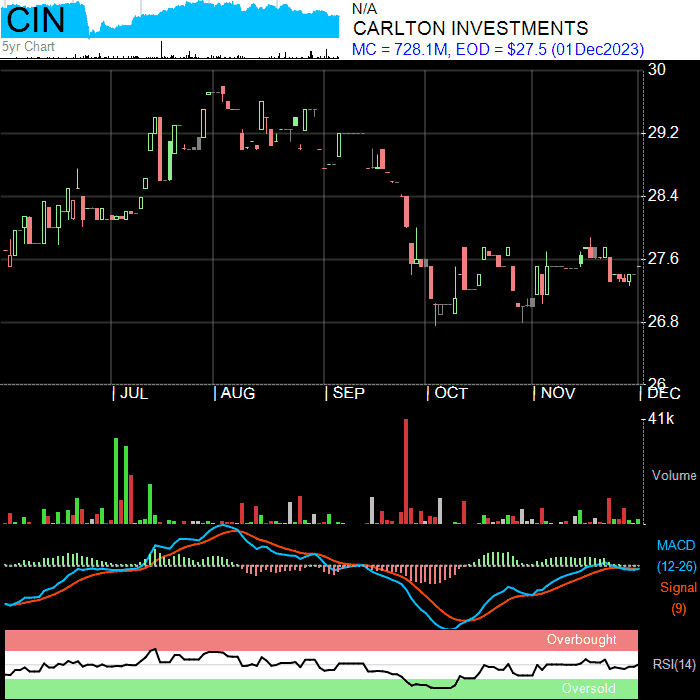 CIN
N/A
CARLTON INVESTMENTS
5yr Chart
MC = 728.1M, EOD = $27.5 (01Dec2023)
30
29.2
28.4
27.6
26.8
26
JUL AUG SEP OCT NOV DEC
41k
Volume
MACD
(12-26)
Signal
(9)
Overbought
RSI(14)
Oversold